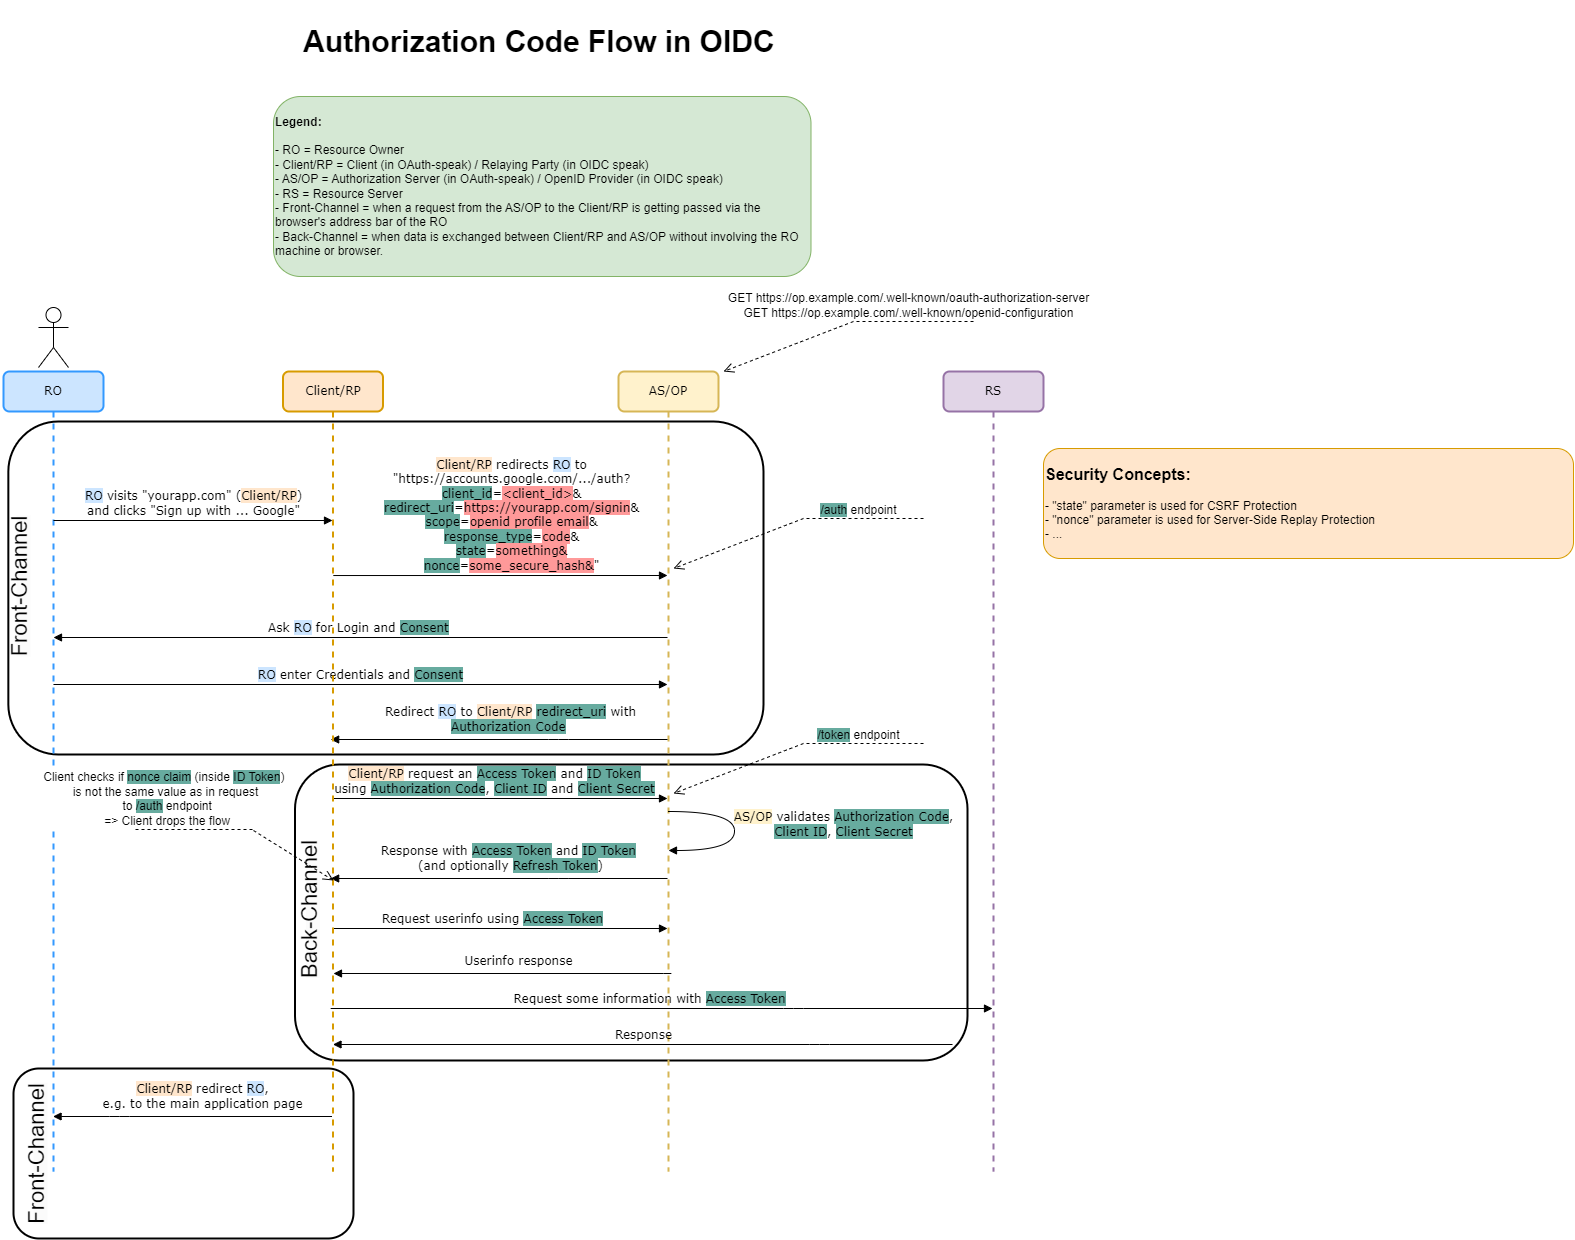 Authorization Code Flow in OIDC
Legend:
- RO = Resource Owner
- Client/RP = Client (in OAuth-speak) / Relaying Party (in OIDC speak)
- AS/OP = Authorization Server (in OAuth-speak) / OpenID Provider (in OIDC speak)
- RS = Resource Server
- Front-Channel = when a request from the AS/OP to the Client/RP is getting passed via the
browser's address bar of the RO
- Back-Channel = when data is exchanged between Client/RP and AS/OP without involving the RO
machine or browser.
GET https://op.example.com/.well-known/oauth-authorization-server
GET https://op.example.com/.well-known/openid-configuration
RO
Client/RP
AS/OP
RS
Front-Channel
RO visits "yourapp.com" (Client/RP)
and clicks "Sign up with ... Google"
Client/RP redirects RO to
"https://accounts.google.com/.../auth?
client_id=<client_id>&
redirect_uri=https://yourapp.com/signin&
scope=openid profile email&
response_type=code&
state=something&
nonce=some_secure_hash&"
/auth endpoint
Security Concepts:
- "state" parameter is used for CSRF Protection
- "nonce" parameter is used for Server-Side Replay Protection
- ...
Ask RO for Login and Consent
RO enter Credentials and Consent
Redirect RO to Client/RP redirect_uri with
Authorization Code
/token endpoint
Client checks if nonce claim (inside ID Token)
is not the same value as in request
to /auth endpoint
=> Client drops the flow
Back-Channel
Client/RP request an Access Token and ID Token
using Authorization Code, Client ID and Client Secret
AS/OP validates Authorization Code,
Client ID, Client Secret
Response with Access Token and ID Token
(and optionally Refresh Token)
Request userinfo using Access Token
Userinfo response
Request some information with Access Token
Response
Front-Channel
Client/RP redirect RO,
e.g. to the main application page